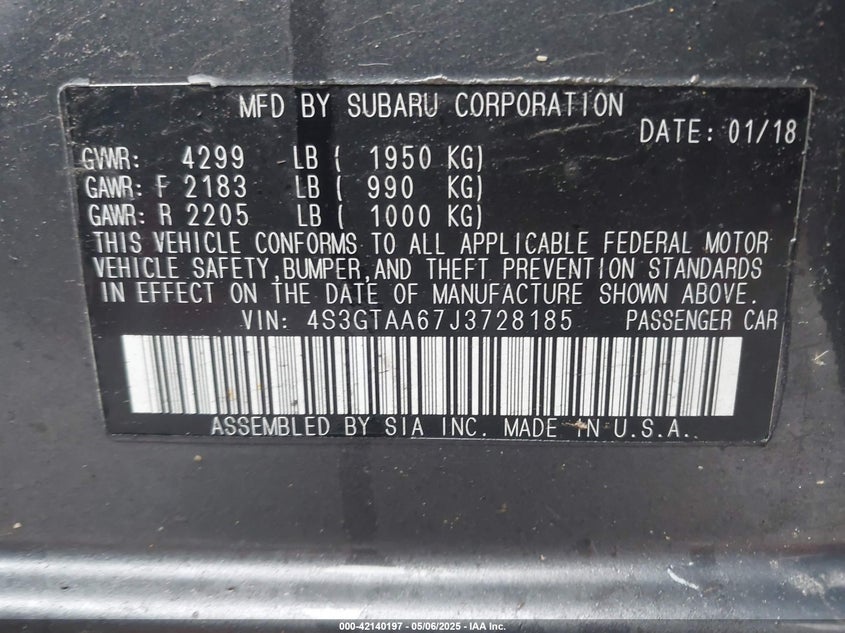 MFD BY SUBARU CORPORATION
DATE: 01/18
GVWR: 4299 LB ( 1950 KG)
GAWR: F 2183 LB ( 990 KG)
GAWR: R 2205 LB ( 1000 KG)
THIS VEHICLE CONFORMS TO ALL APPLICABLE FEDERAL MOTOR
VEHICLE SAFETY,BUMPER,AND THEFT PREVENTION STANDARDS
IN EFFECT ON THE DATE OF MANUFACTURE SHOWN ABOVE.
VIN: 4S3GTAA67J3728185 PASSENGER CAR
ASSEMBLED BY SIA INC. MADE IN U.S.A.
000-42140197 - 05/06/2025 - IAA Inc.